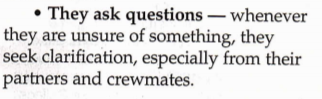 • They ask questions — whenever
they are unsure of something, they
seek clarification, especially from their
partners and crewmates.